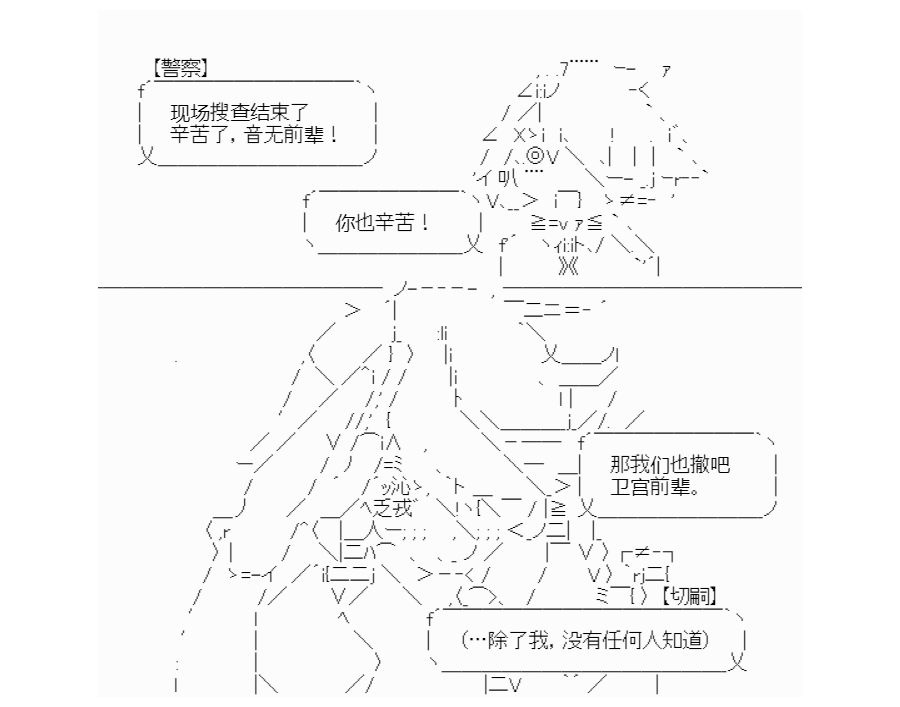 【警察】
现场搜查结束了
辛苦了，音无前辈！
你也辛苦！
那我们也撤吧
卫宫前辈。
【切嗣】
（…除了我，没有任何人知道）